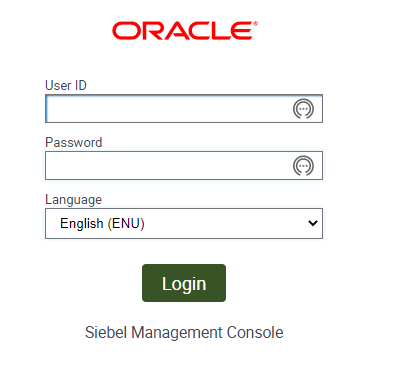 ORACLE®
User ID
Password
Language
English (ENU)
Login
Siebel Management Console